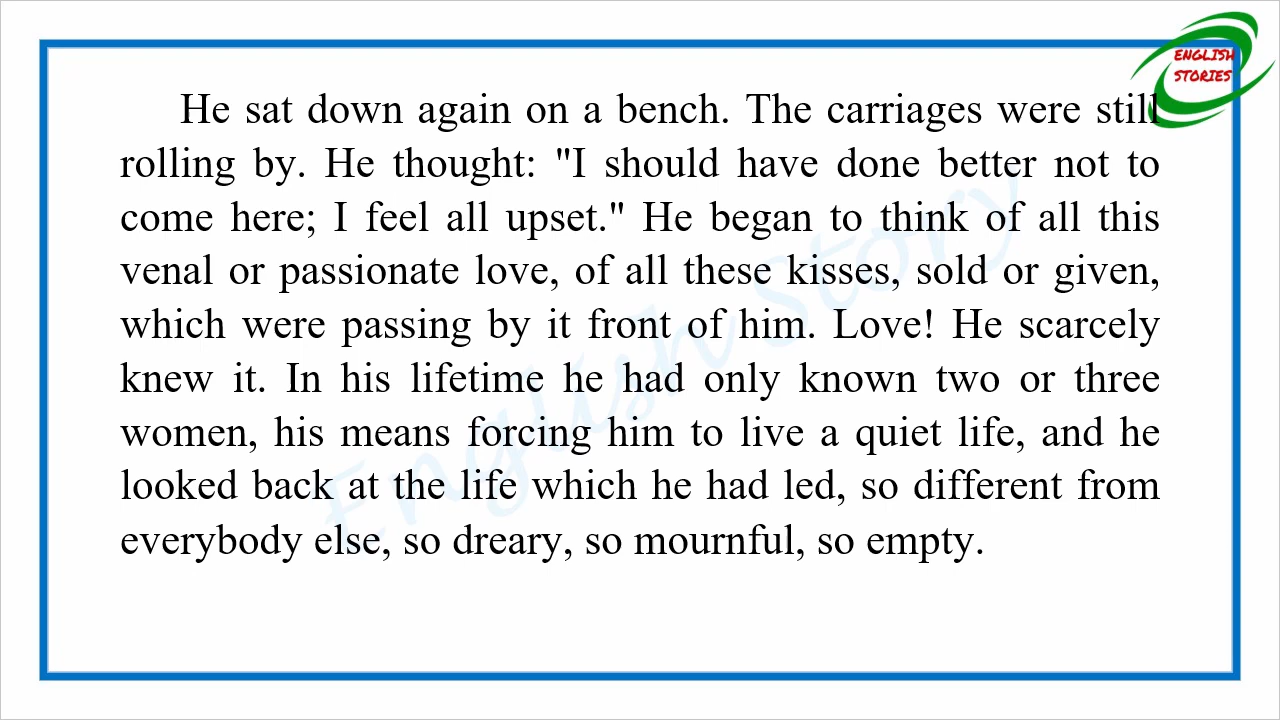 ENGLISH
STORIES
He sat down again on a bench. The carriages were still
rolling by. He thought: "I should have done better not to
come here; I feel all upset." He began to think of all this
venal or passionate love, of all these kisses, sold or given,
which were passing by it front of him. Love! He scarcely
knew it. In his lifetime he had only known two or three
women, his means forcing him to live a quiet life, and he
looked back at the life which he had led, so different from
everybody else, so dreary, so mournful, so empty.
English Story